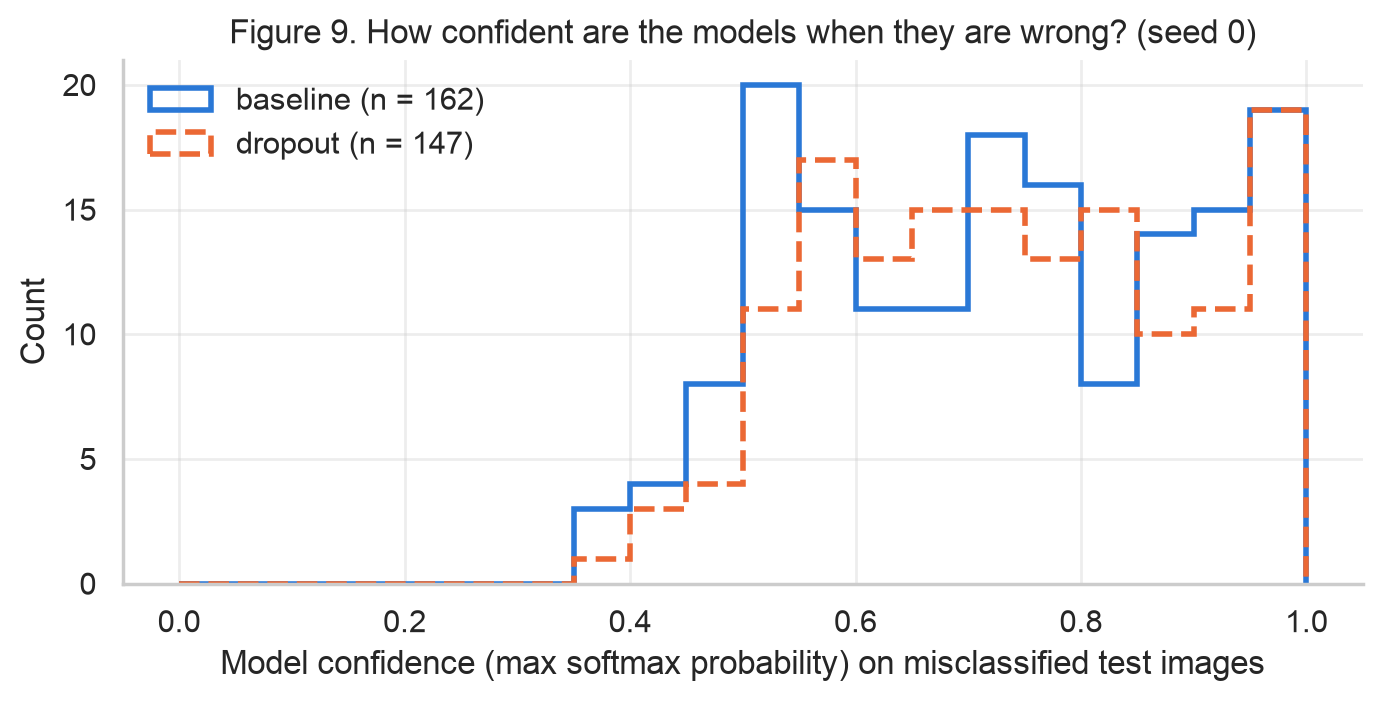 Figure 9. How confident are the models when they are wrong? (seed 0)
baseline (n = 162)
dropout (n = 147)
Count
20
15
10
5
0
0.0 0.2 0.4 0.6 0.8 1.0
Model confidence (max softmax probability) on misclassified test images